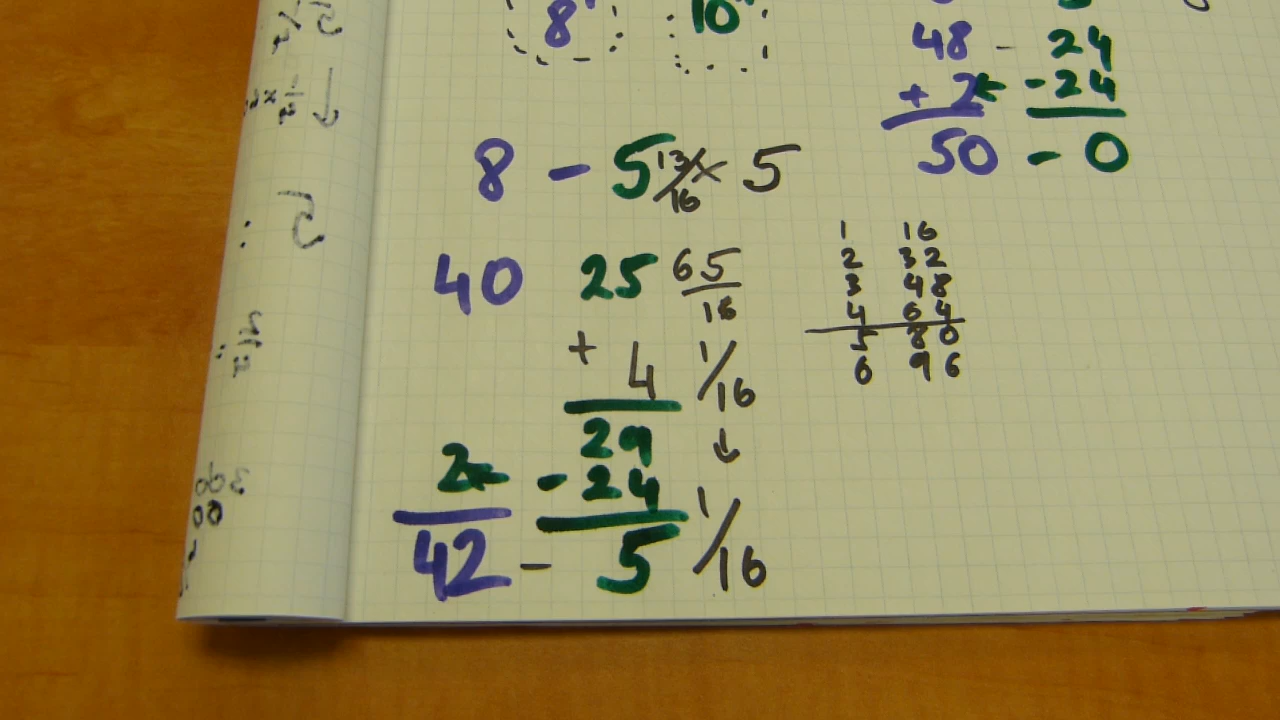 8" 10"
48 - 24
+ 2 ← - 24
50 - 0
8 - 5 13/16 × 5
40 25 65/16
+ 4 1/16
29 ↓
2 ← - 24
42 - 5 1/16
1 16
2 32
3 48
4 64
5 80
6 96